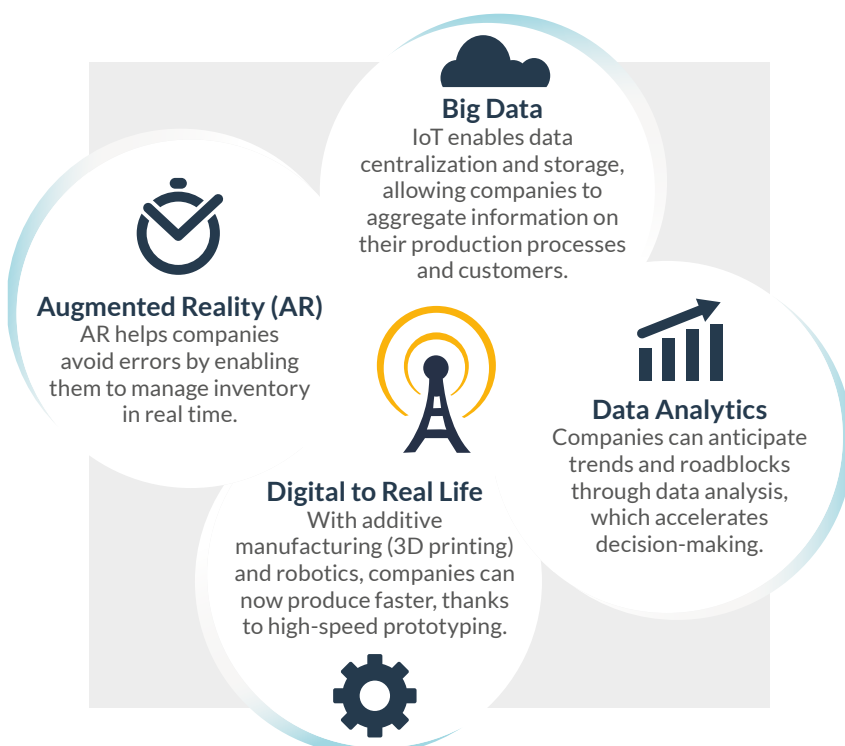 Big Data
IoT enables data
centralization and storage,
allowing companies to
aggregate information on
their production processes
and customers.
Augmented Reality (AR)
AR helps companies
avoid errors by enabling
them to manage inventory
in real time.
Data Analytics
Companies can anticipate
trends and roadblocks
through data analysis,
which accelerates
decision-making.
Digital to Real Life
With additive
manufacturing (3D printing)
and robotics, companies can
now produce faster, thanks
to high-speed prototyping.